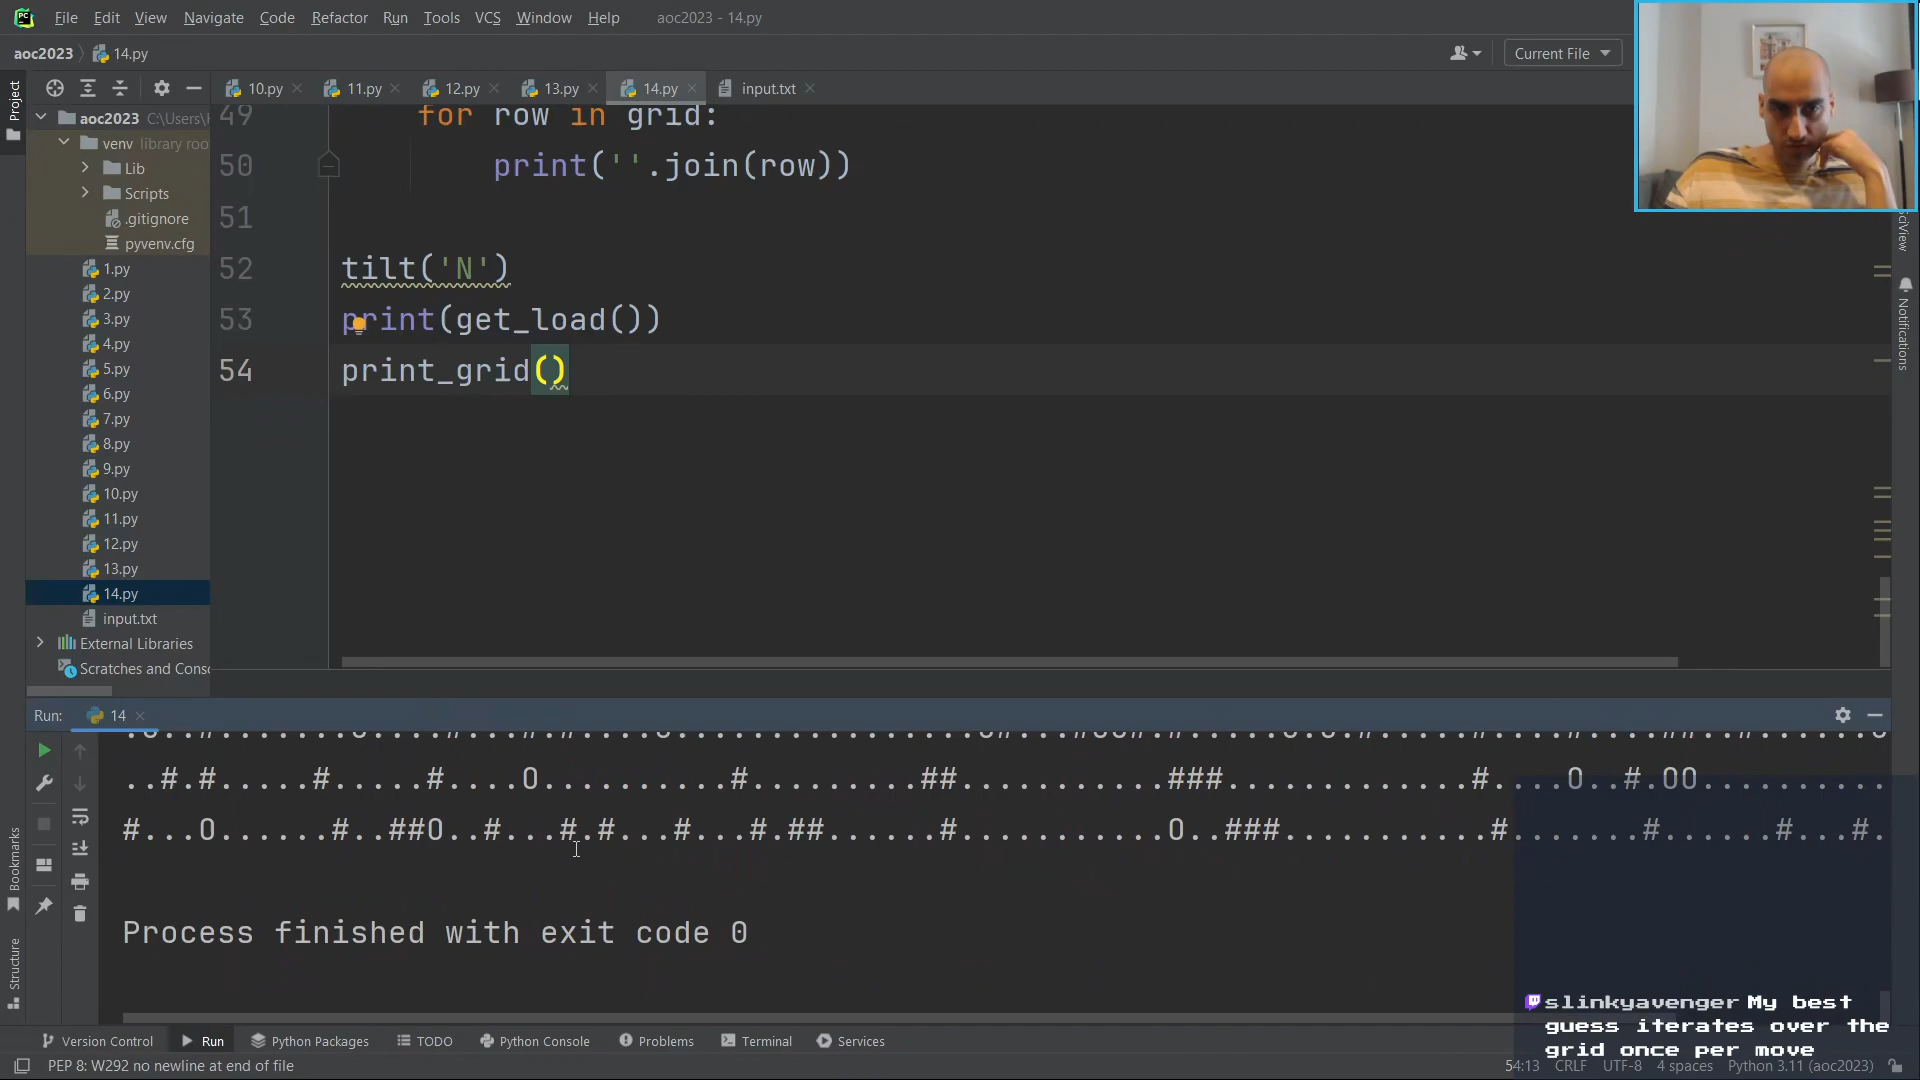 File Edit View Navigate Code Refactor Run Tools VCS Window Help aoc2023 - 14.py
aoc2023 14.py Current File
Project
10.py 11.py 12.py 13.py 14.py input.txt
aoc2023 C:\Users\
venv library roo
Lib
Scripts
.gitignore
pyvenv.cfg
1.py
2.py
3.py
4.py
5.py
6.py
7.py
8.py
9.py
10.py
11.py
12.py
13.py
14.py
input.txt
External Libraries
Scratches and Conso
49 for row in grid:
50 print(''.join(row))
51
52 tilt('N')
53 print(get_load())
54 print_grid()
SciView
Notifications
Run: 14
..#.#.....#.....#....O..........#.........##...........###.............#....O..#.OO..........
#...O......#..##O..#...#.#...#...#.##......#...........O..###...........#.......#......#...#.
Process finished with exit code 0
Bookmarks
Structure
slinkyavenger My best
guess iterates over the
grid once per move
Version Control Run Python Packages TODO Python Console Problems Terminal Services
PEP 8: W292 no newline at end of file 54:13 CRLF UTF-8 4 spaces Python 3.11 (aoc2023)